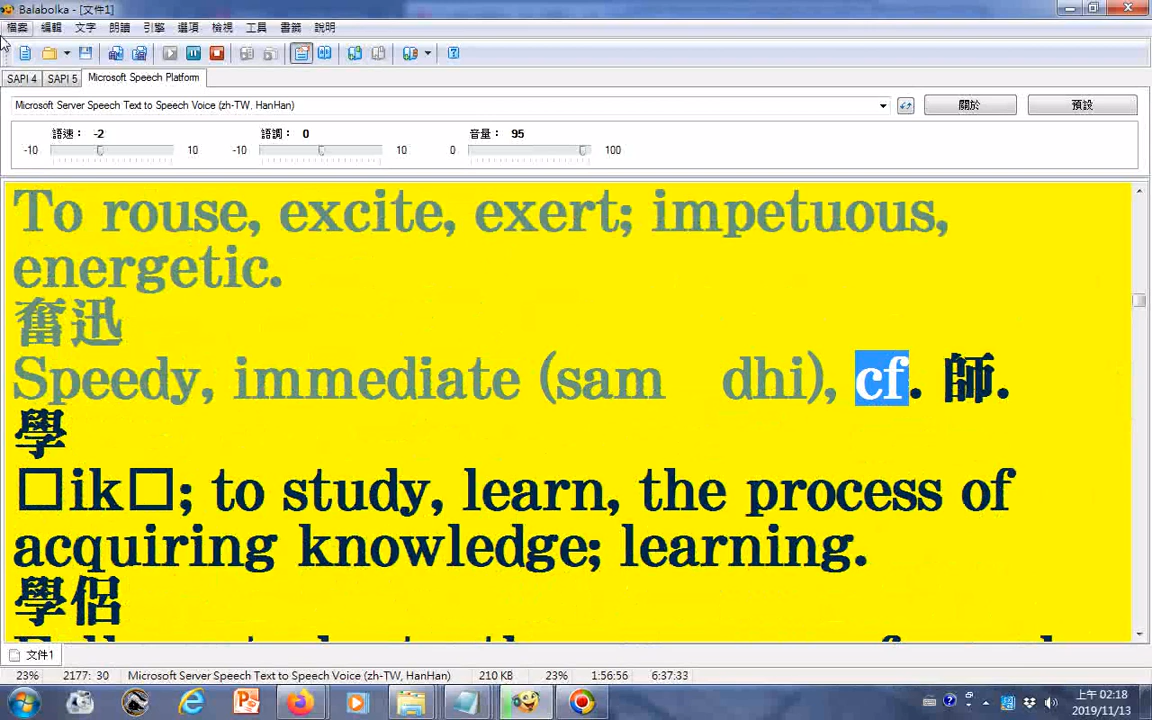 Balabolka - [文件1]
檔案 編輯 文字 朗讀 引擎 選項 檢視 工具 書籤 說明
SAPI 4 SAPI 5 Microsoft Speech Platform
Microsoft Server Speech Text to Speech Voice (zh-TW, HanHan) 關於 預設
語速： -2 語調： 0 音量： 95
-10 10 -10 10 0 100
To rouse, excite, exert; impetuous,
energetic.
奮迅
Speedy, immediate (sam dhi), cf. 師.
學
□ik□; to study, learn, the process of
acquiring knowledge; learning.
學侶
文件1
23% 2177: 30 Microsoft Server Speech Text to Speech Voice (zh-TW, HanHan) 210 KB 23% 1:56:56 6:37:33
上午 02:18
2019/11/13